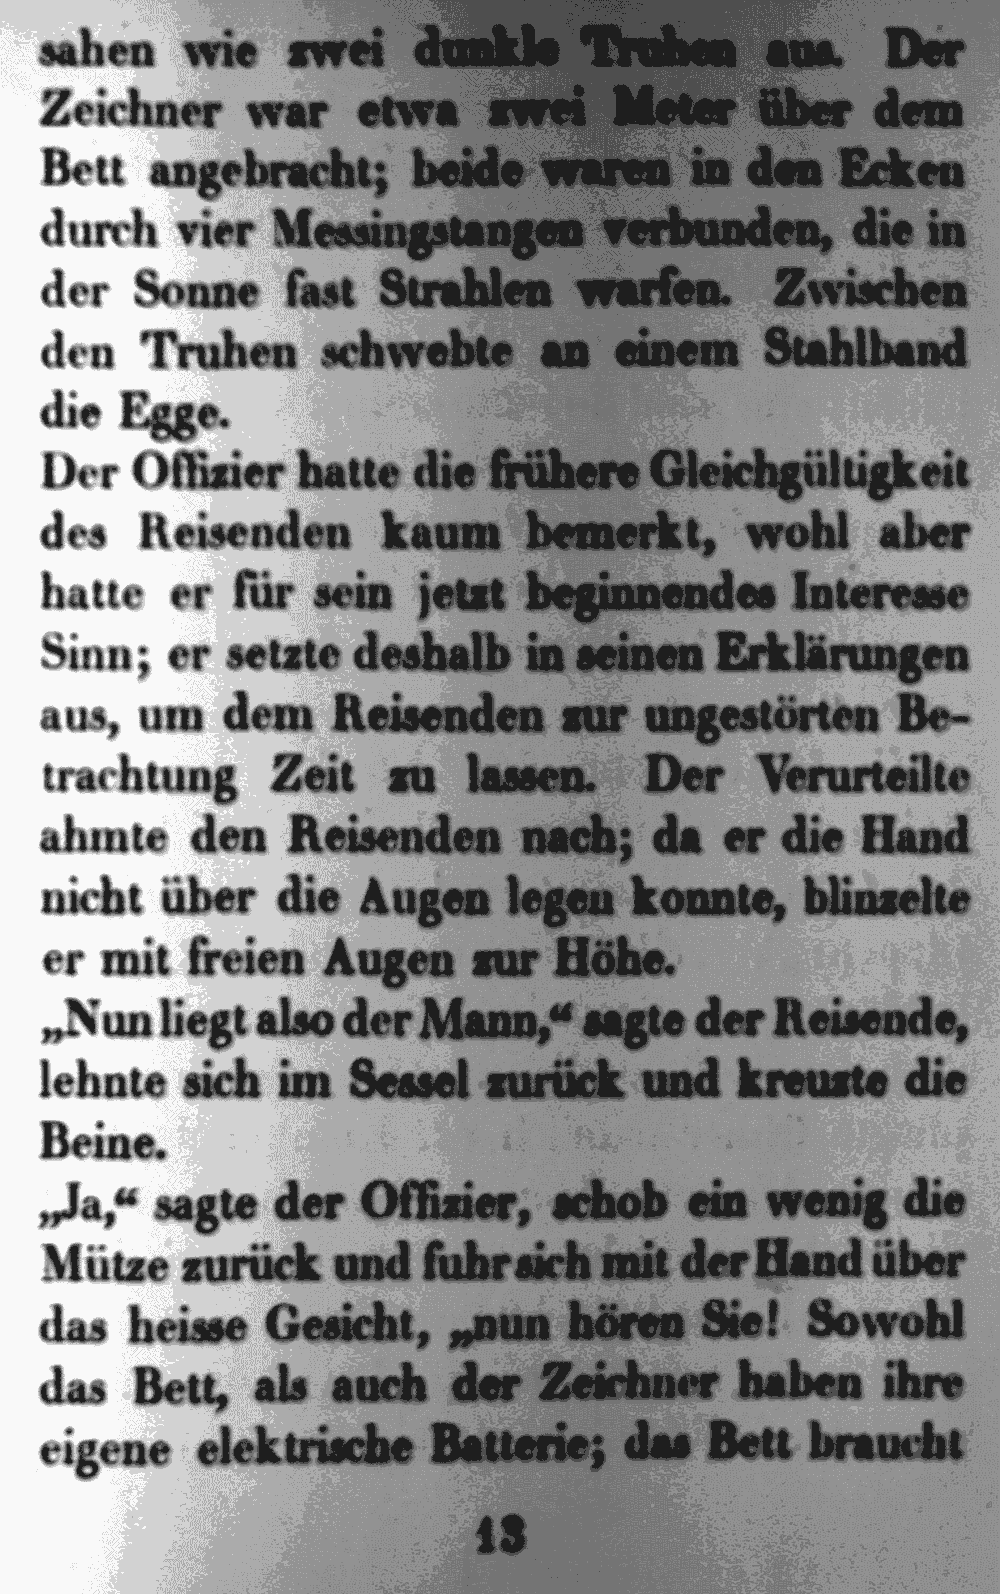 sahen wie zwei dunkle Truhen aus. Der
Zeichner war etwa zwei Meter über dem
Bett angebracht; beide waren in den Ecken
durch vier Messingstangen verbunden, die in
der Sonne fast Strahlen warfen. Zwischen
den Truhen schwebte an einem Stahlband
die Egge.
Der Offizier hatte die frühere Gleichgültigkeit
des Reisenden kaum bemerkt, wohl aber
hatte er für sein jetzt beginnendes Interesse
Sinn; er setzte deshalb in seinen Erklärungen
aus, um dem Reisenden zur ungestörten Be-
trachtung Zeit zu lassen. Der Verurteilte
ahmte den Reisenden nach; da er die Hand
nicht über die Augen legen konnte, blinzelte
er mit freien Augen zur Höhe.
„Nun liegt also der Mann,“ sagte der Reisende,
lehnte sich im Sessel zurück und kreuzte die
Beine.
„Ja,“ sagte der Offizier, schob ein wenig die
Mütze zurück und fuhr sich mit der Hand über
das heisse Gesicht, „nun hören Sie! Sowohl
das Bett, als auch der Zeichner haben ihre
eigene elektrische Batterie; das Bett braucht
13